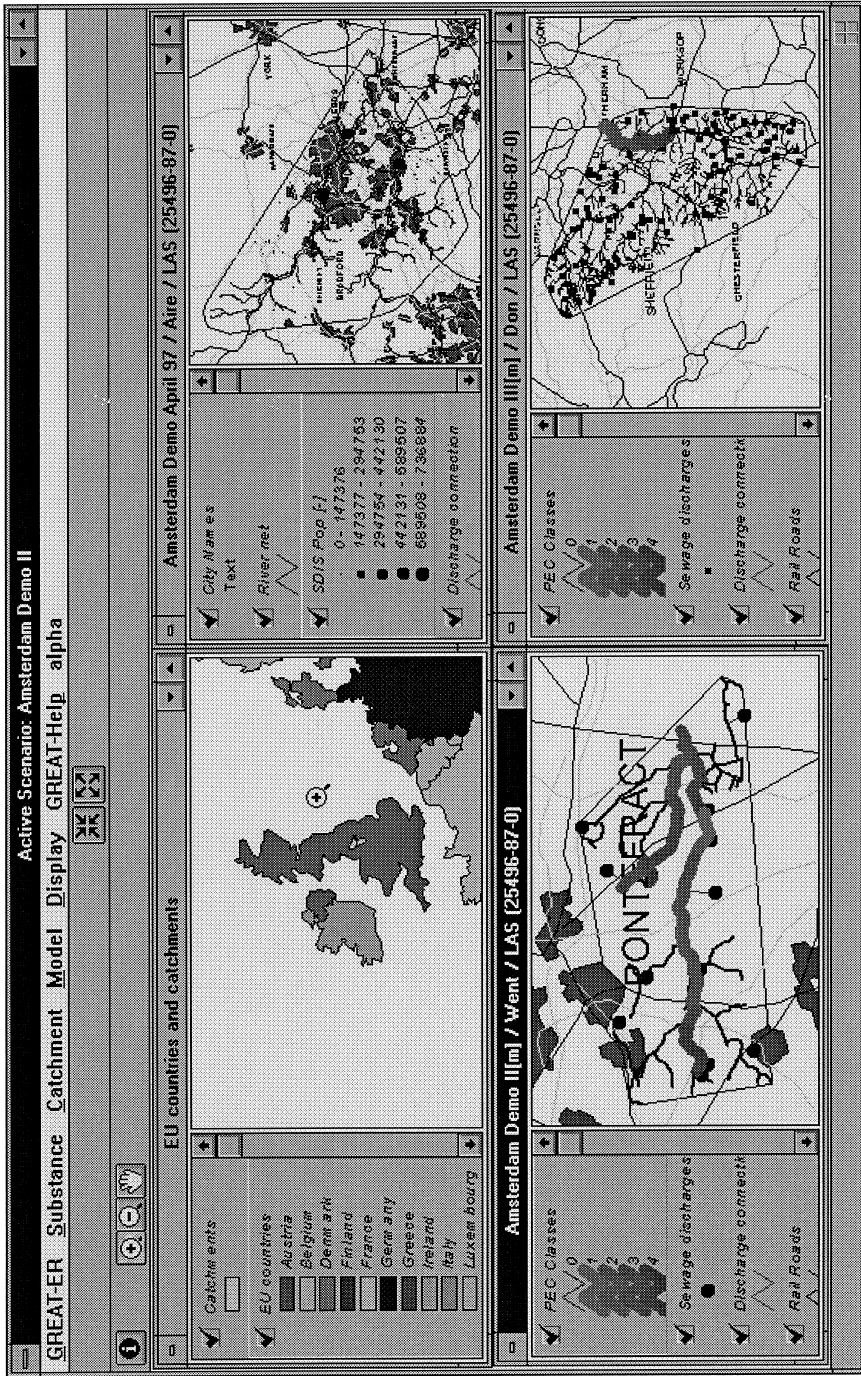 Active Scenario: Amsterdam Demo II
GREAT-ER Substance Catchment Model Display GREAT-Help alpha
EU countries and catchments
Catchments
EU countries
Austria
Belgium
Denmark
Finland
France
Germany
Greece
Ireland
Italy
Luxembourg
Amsterdam Demo April 97 / Aire / LAS [25496-87-0]
City Names
Text
River net
SDIS Pop [-]
0 - 147376
147377 - 294753
294754 - 442130
442131 - 589507
589508 - 736884
Discharge connection
YORK
LEEDS
BRADFORD
Amsterdam Demo II[m] / Went / LAS [25496-87-0]
PEC Classes
0
1
2
3
4
Sewage discharges
Discharge connectk
Rail Roads
PONTEFRACT
Amsterdam Demo III[m] / Don / LAS [25496-87-0]
PEC Classes
0
1
2
3
4
Sewage discharges
Discharge connectk
Rail Roads
SHEFFIELD
CHESTERFIELD
WORKSOP